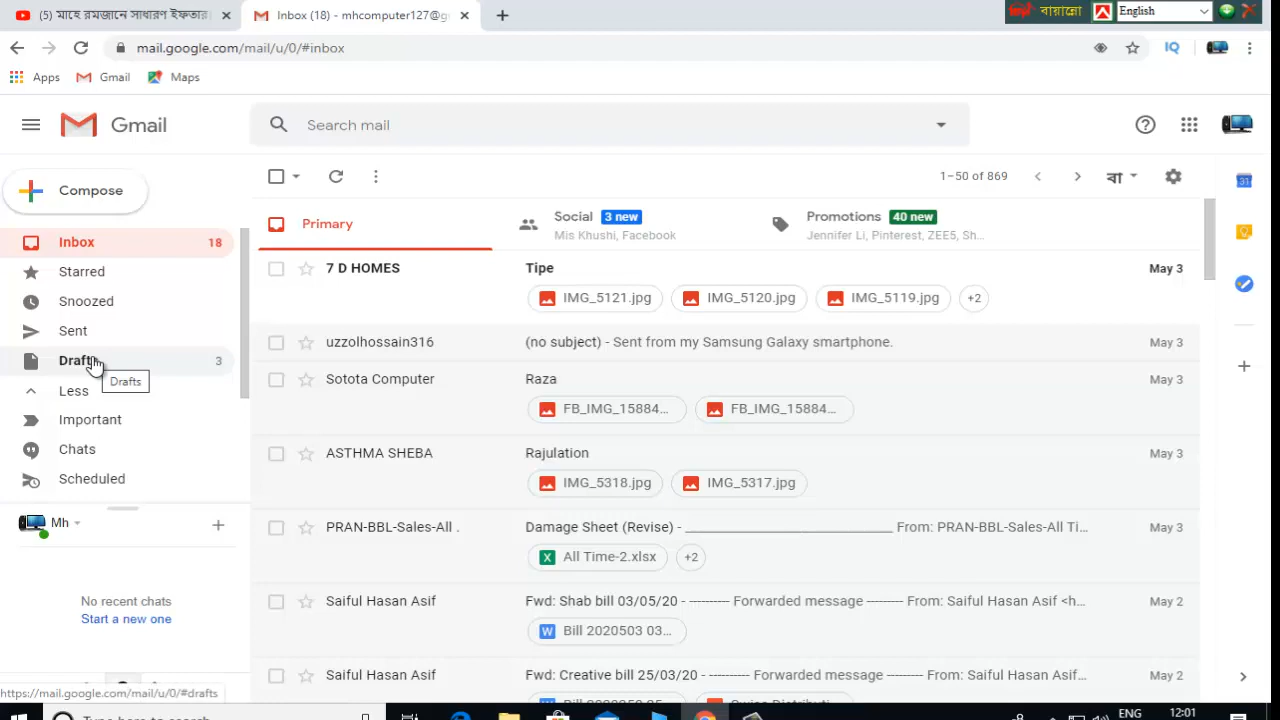 (5) মাহে রমজানে সাধারণ ইফতার
Inbox (18) - mhcomputer127@g
বায়ান্নো
English
mail.google.com/mail/u/0/#inbox
IQ
Apps
Gmail
Maps
Gmail
Search mail
Compose
1–50 of 869
বা
Inbox 18
Starred
Snoozed
Sent
Drafts 3
Drafts
Less
Important
Chats
Scheduled
Mh
No recent chats
Start a new one
Primary
Social 3 new
Mis Khushi, Facebook
Promotions 40 new
Jennifer Li, Pinterest, ZEE5, Sh...
7 D HOMES Tipe May 3
IMG_5121.jpg IMG_5120.jpg IMG_5119.jpg +2
uzzolhossain316 (no subject) - Sent from my Samsung Galaxy smartphone. May 3
Sotota Computer Raza May 3
FB_IMG_15884... FB_IMG_15884...
ASTHMA SHEBA Rajulation May 3
IMG_5318.jpg IMG_5317.jpg
PRAN-BBL-Sales-All . Damage Sheet (Revise) - ______________________________ From: PRAN-BBL-Sales-All Ti... May 3
All Time-2.xlsx +2
Saiful Hasan Asif Fwd: Shab bill 03/05/20 - ---------- Forwarded message --------- From: Saiful Hasan Asif <h... May 2
Bill 2020503 03...
Saiful Hasan Asif Fwd: Creative bill 25/03/20 - ---------- Forwarded message --------- From: Saiful Hasan Asif... May 2
31
https://mail.google.com/mail/u/0/#drafts
Type here to search
ENG
12:01